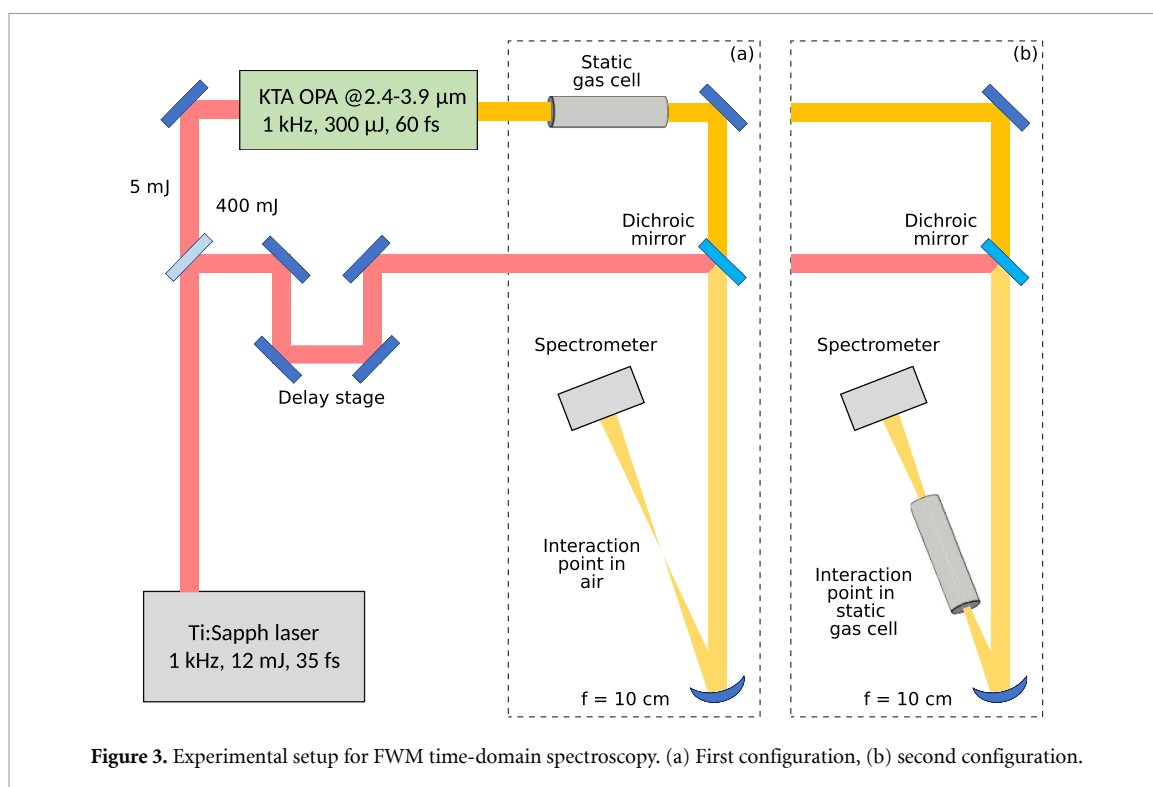 (a)
(b)
Static
gas cell
KTA OPA @2.4-3.9 µm
1 kHz, 300 µJ, 60 fs
5 mJ
400 mJ
Dichroic
mirror
Dichroic
mirror
Spectrometer
Spectrometer
Delay stage
Interaction
point in
air
Interaction
point in
static
gas cell
Ti:Sapph laser
1 kHz, 12 mJ, 35 fs
f = 10 cm
f = 10 cm
Figure 3. Experimental setup for FWM time-domain spectroscopy. (a) First configuration, (b) second configuration.